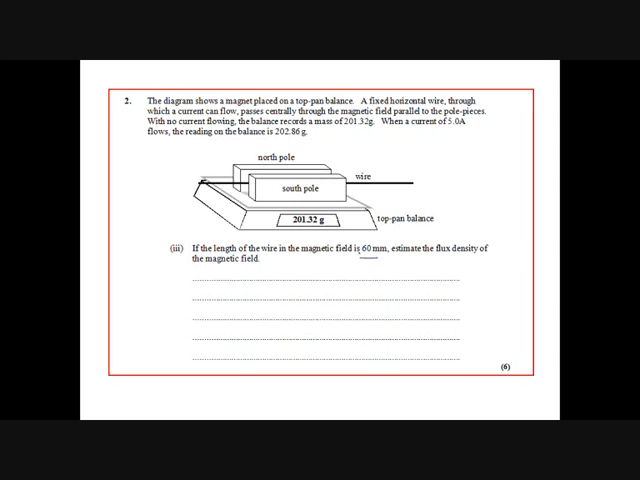 2. The diagram shows a magnet placed on a top-pan balance. A fixed horizontal wire, through
which a current can flow, passes centrally through the magnetic field parallel to the pole-pieces.
With no current flowing, the balance records a mass of 201.32g. When a current of 5.0A
flows, the reading on the balance is 202.86 g.
north pole
wire
south pole
201.32 g
top-pan balance
(iii) If the length of the wire in the magnetic field is 60 mm, estimate the flux density of
the magnetic field.
(6)